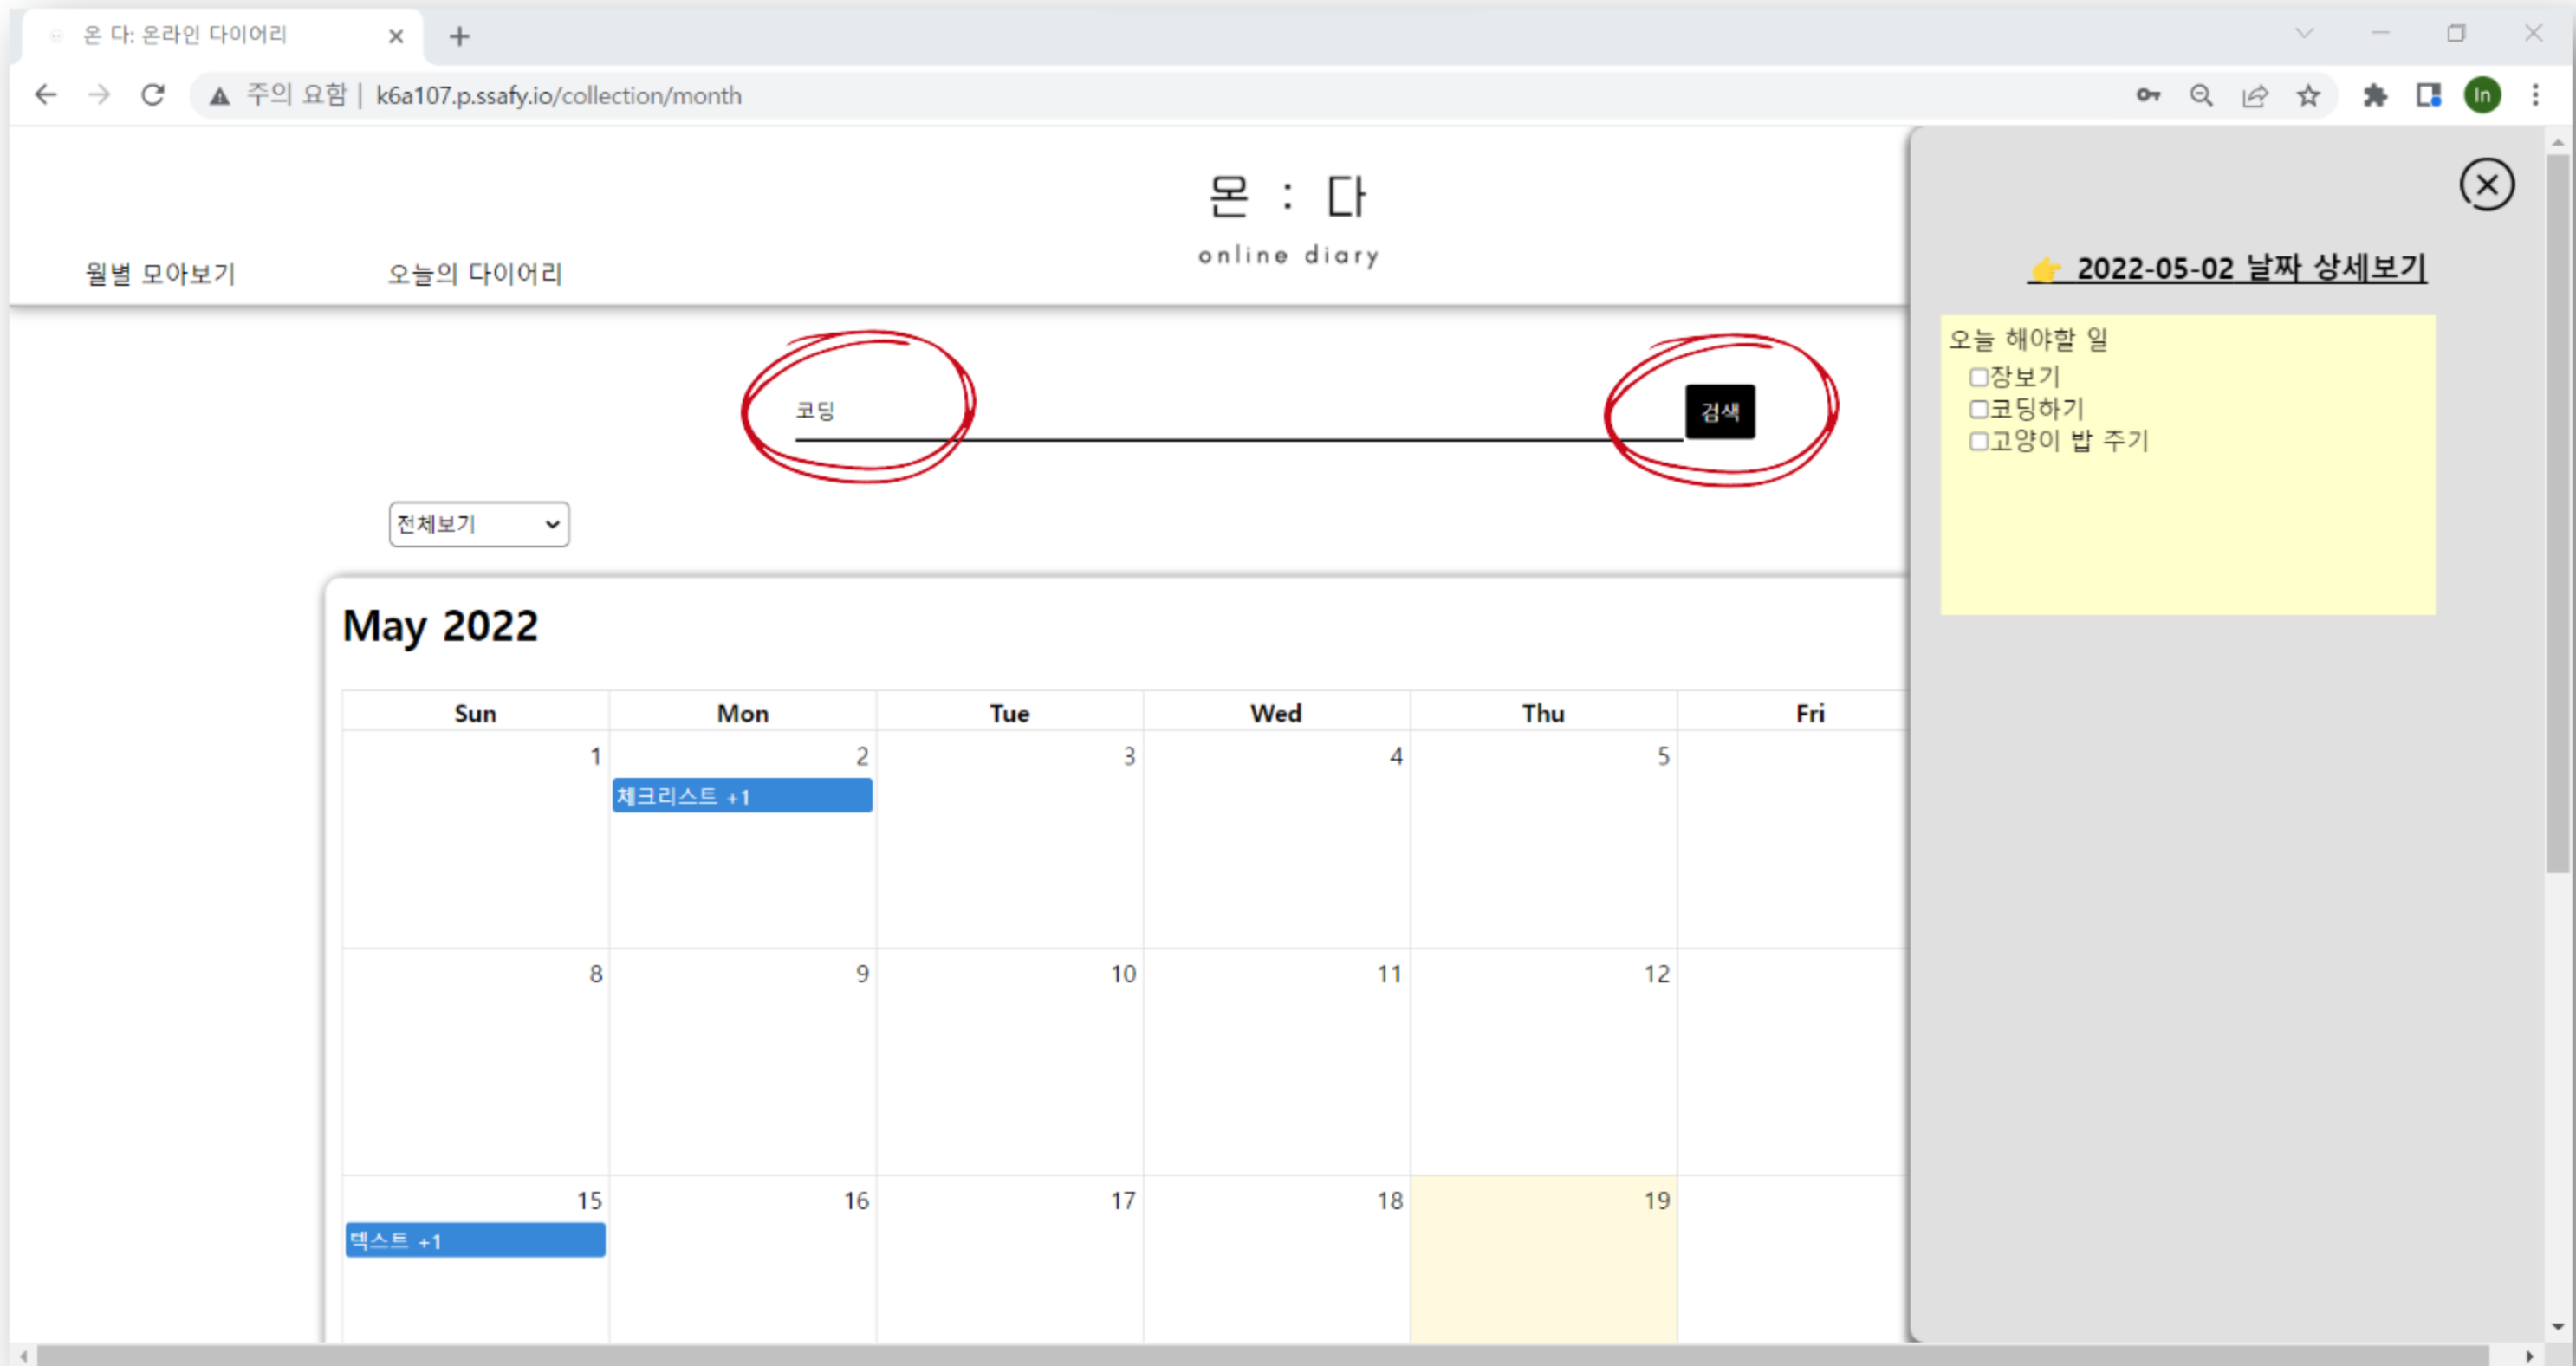 온 다: 온라인 다이어리
주의 요함 | k6a107.p.ssafy.io/collection/month
In
온 : 다
online diary
월별 모아보기
오늘의 다이어리
👉 2022-05-02 날짜 상세보기
오늘 해야할 일
장보기
코딩하기
고양이 밥 주기
코딩
검색
전체보기
May 2022
Sun Mon Tue Wed Thu Fri
1 2 3 4 5
체크리스트 +1
8 9 10 11 12
15 16 17 18 19
텍스트 +1